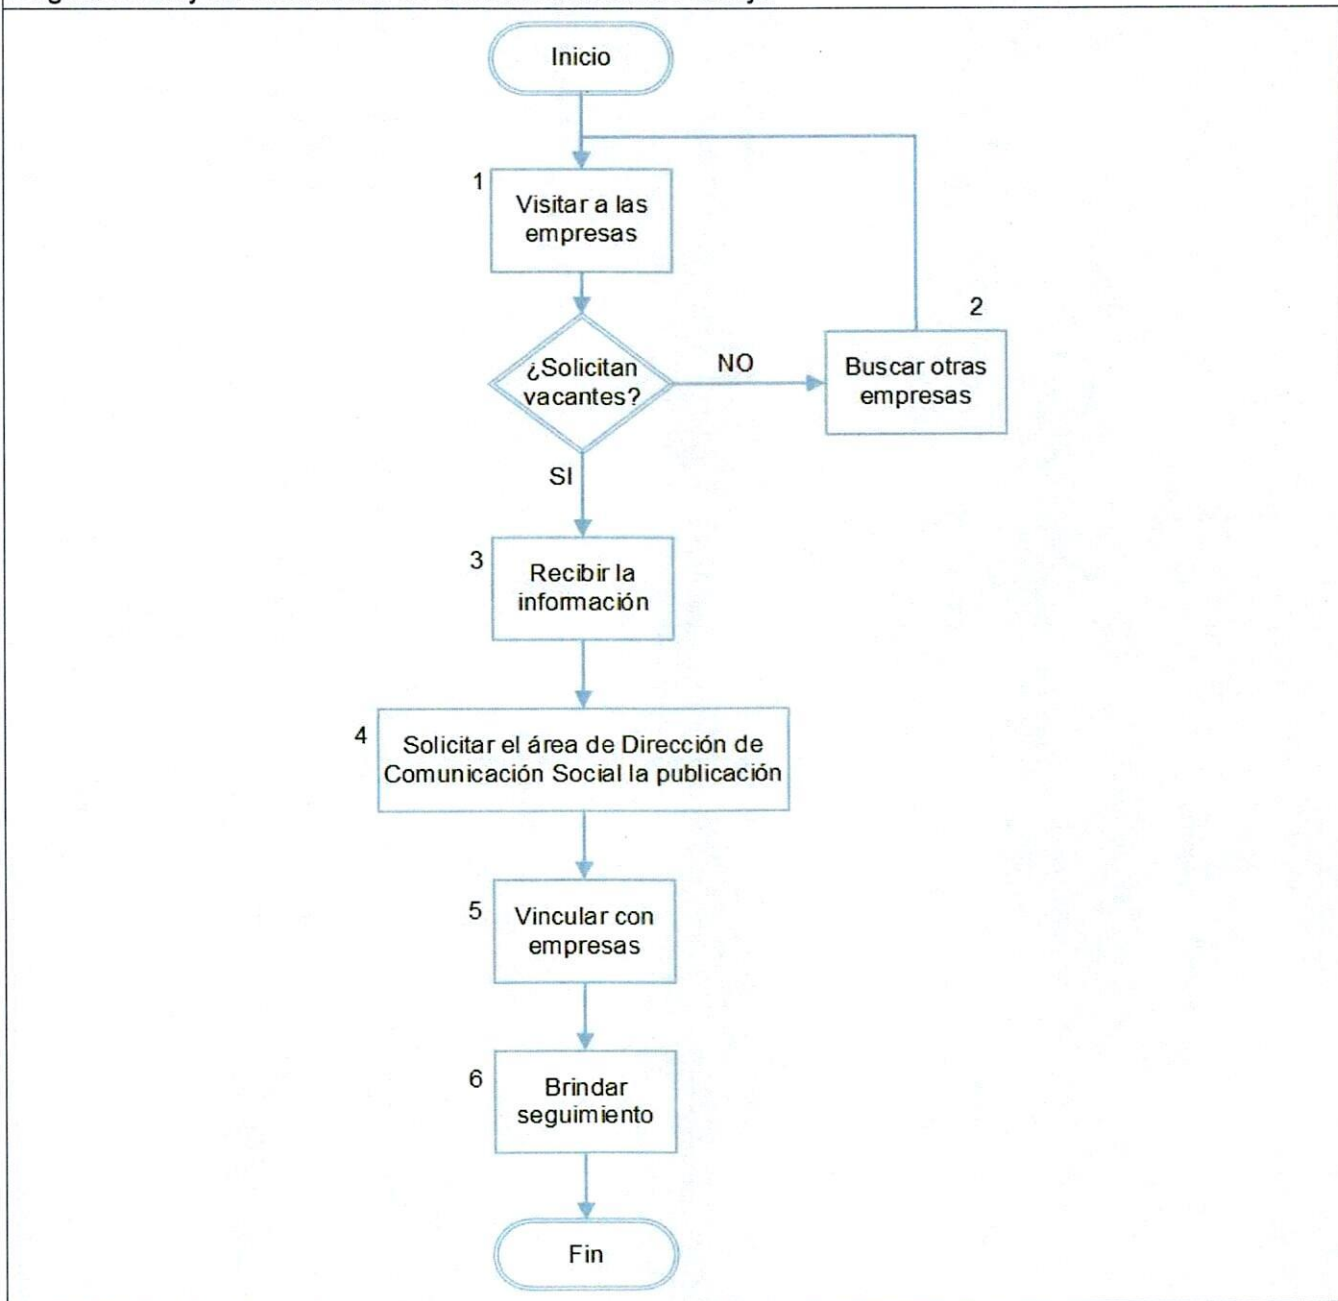 Inicio
1
Visitar a las
empresas
2
¿Solicitan
vacantes?
NO
Buscar otras
empresas
SI
3
Recibir la
información
4
Solicitar el área de Dirección de
Comunicación Social la publicación
5
Vincular con
empresas
6
Brindar
seguimiento
Fin